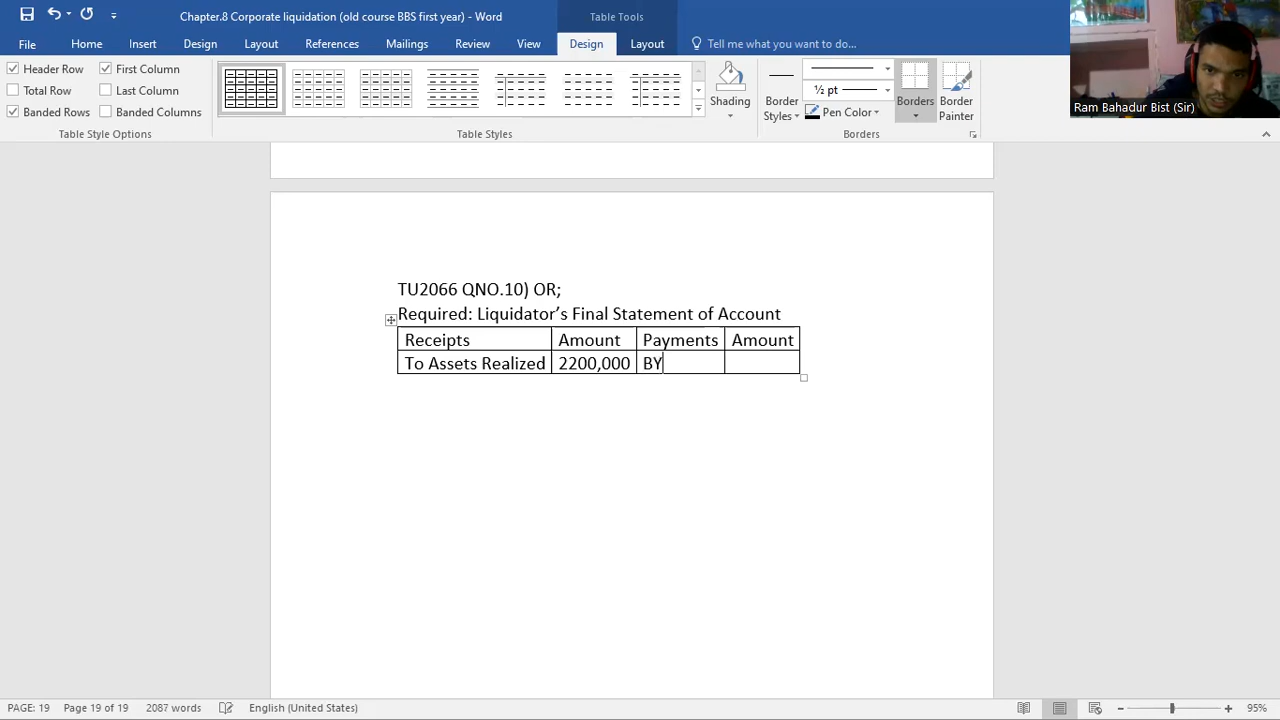 Chapter.8 Corporate liquidation (old course BBS first year) - Word
Table Tools
File Home Insert Design Layout References Mailings Review View Design Layout Tell me what you want to do...
Header Row First Column
Total Row Last Column
Banded Rows Banded Columns
Table Style Options
Table Styles
Shading
Border Styles
½ pt
Pen Color
Borders
Border Painter
Borders
Ram Bahadur Bist (Sir)
TU2066 QNO.10) OR;
Required: Liquidator’s Final Statement of Account
Receipts Amount Payments Amount
To Assets Realized 2200,000 BY
PAGE: 19 Page 19 of 19 2087 words English (United States) 95%